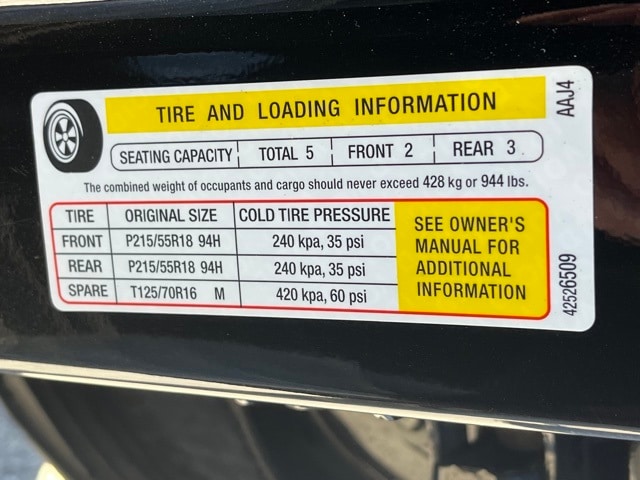 TIRE AND LOADING INFORMATION
SEATING CAPACITY TOTAL 5 FRONT 2 REAR 3
The combined weight of occupants and cargo should never exceed 428 kg or 944 lbs.
TIRE ORIGINAL SIZE COLD TIRE PRESSURE
FRONT P215/55R18 94H 240 kpa, 35 psi
REAR P215/55R18 94H 240 kpa, 35 psi
SPARE T125/70R16 M 420 kpa, 60 psi
SEE OWNER'S
MANUAL FOR
ADDITIONAL
INFORMATION
AAJ4
42526509